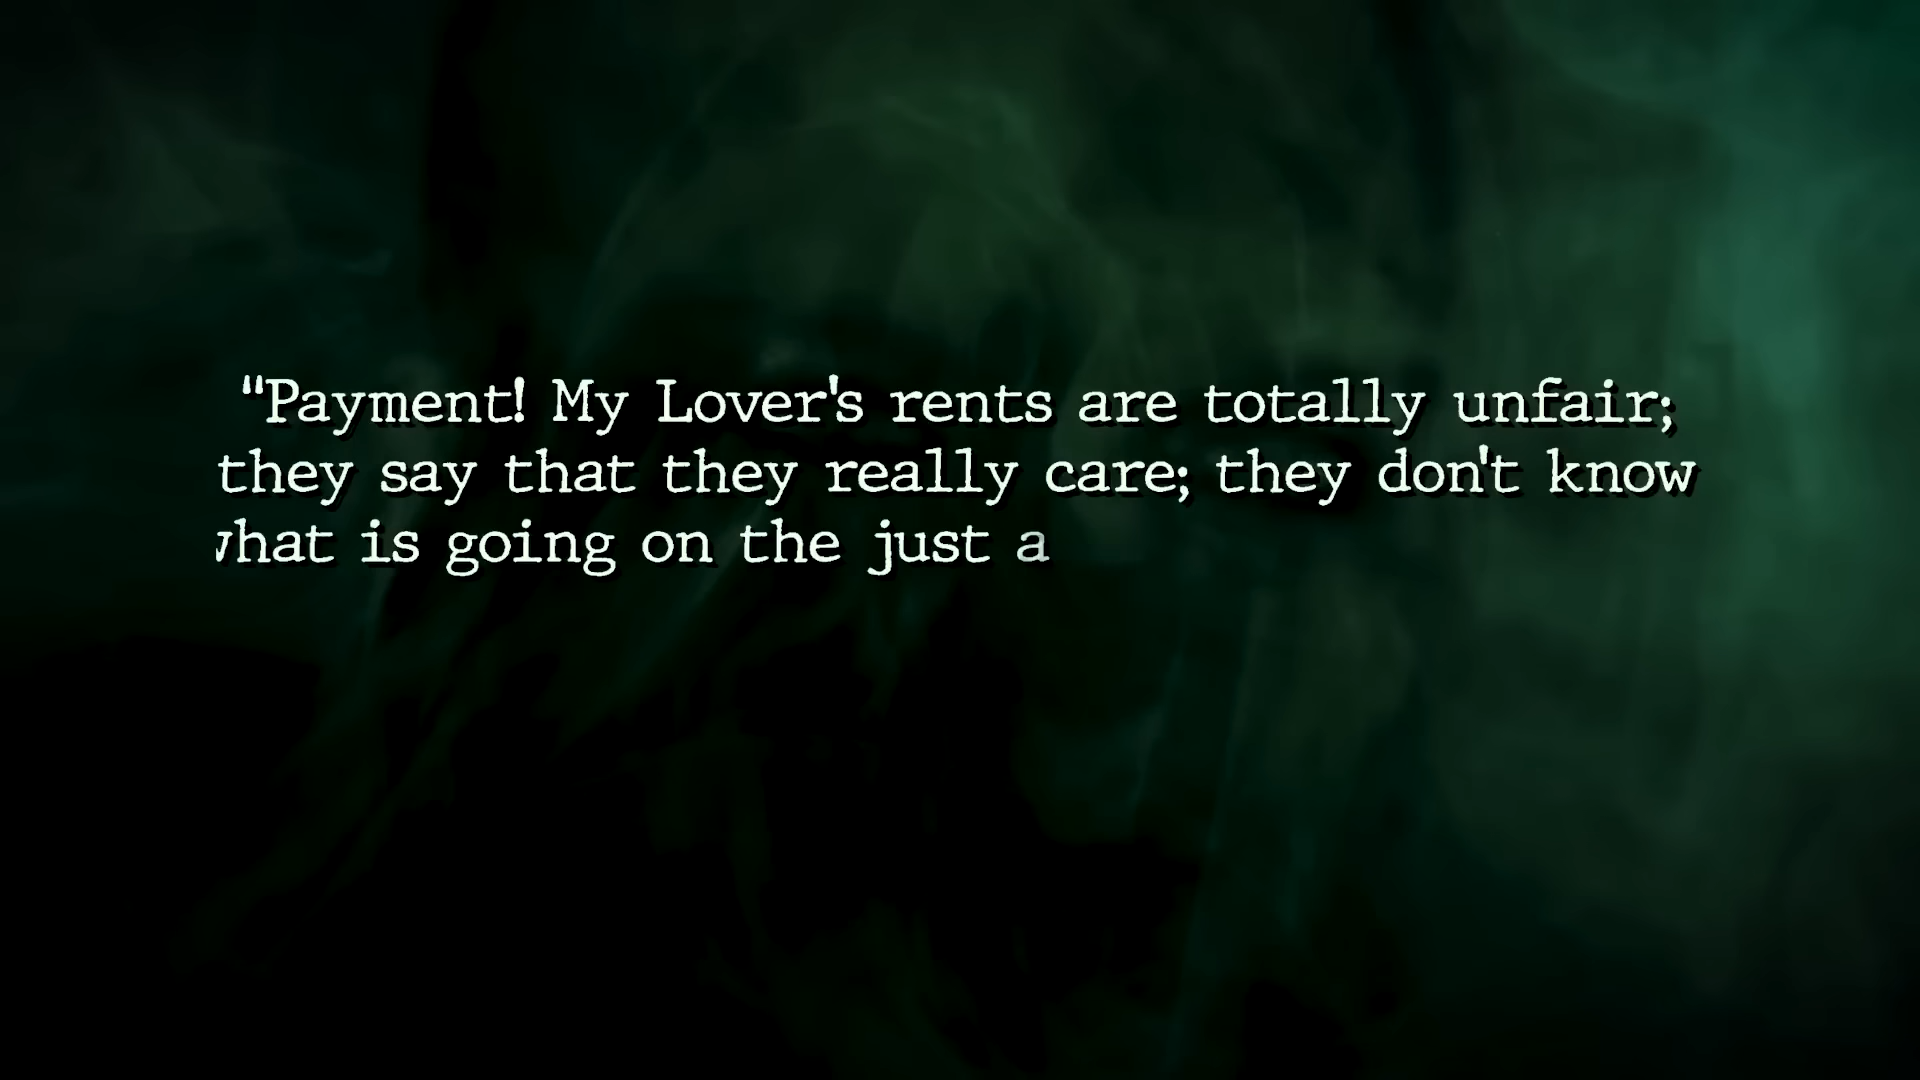 "Payment! My Lover's rents are totally unfair;
they say that they really care; they don't know
what is going on the just a